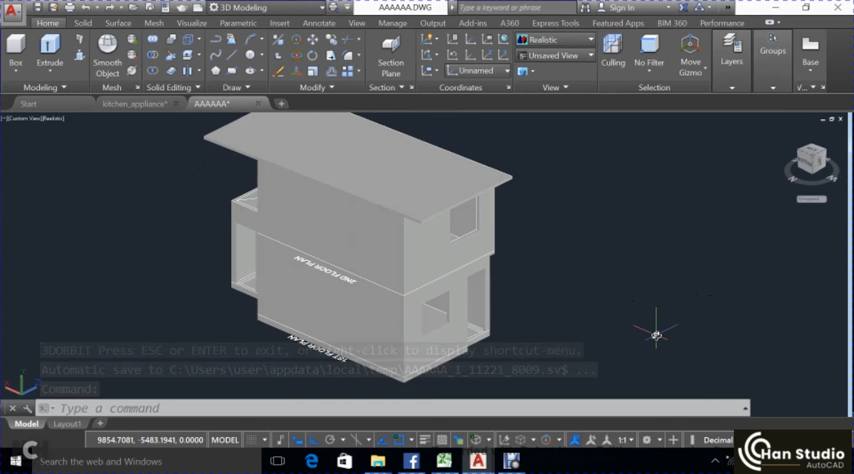 3D Modeling
AAAAAA.DWG
Type a keyword or phrase
Sign In
Home Solid Surface Mesh Visualize Parametric Insert Annotate View Manage Output Add-ins A360 Express Tools Featured Apps BIM 360 Performance
Box
Extrude
Smooth
Object
Section
Plane
Realistic
Unsaved View
Unnamed
Culling
No Filter
Move
Gizmo
Layers
Groups
Base
Modeling
Mesh
Solid Editing
Draw
Modify
Section
Coordinates
View
Selection
V...
Start
kitchen_appliance*
AAAAAA*
[-][Custom View][Realistic]
2ND FLOOR PLAN
1ST FLOOR PLAN
3DORBIT Press ESC or ENTER to exit, or right-click to display shortcut-menu.
Automatic save to C:\Users\user\appdata\local\temp\AAAAAA_1_11221_8009.sv$ ...
Command:
Type a command
Model
Layout1
9854.7081, -5483.1941, 0.0000
MODEL
1:1
Decimal
Search the web and Windows
Han Studio
AutoCAD